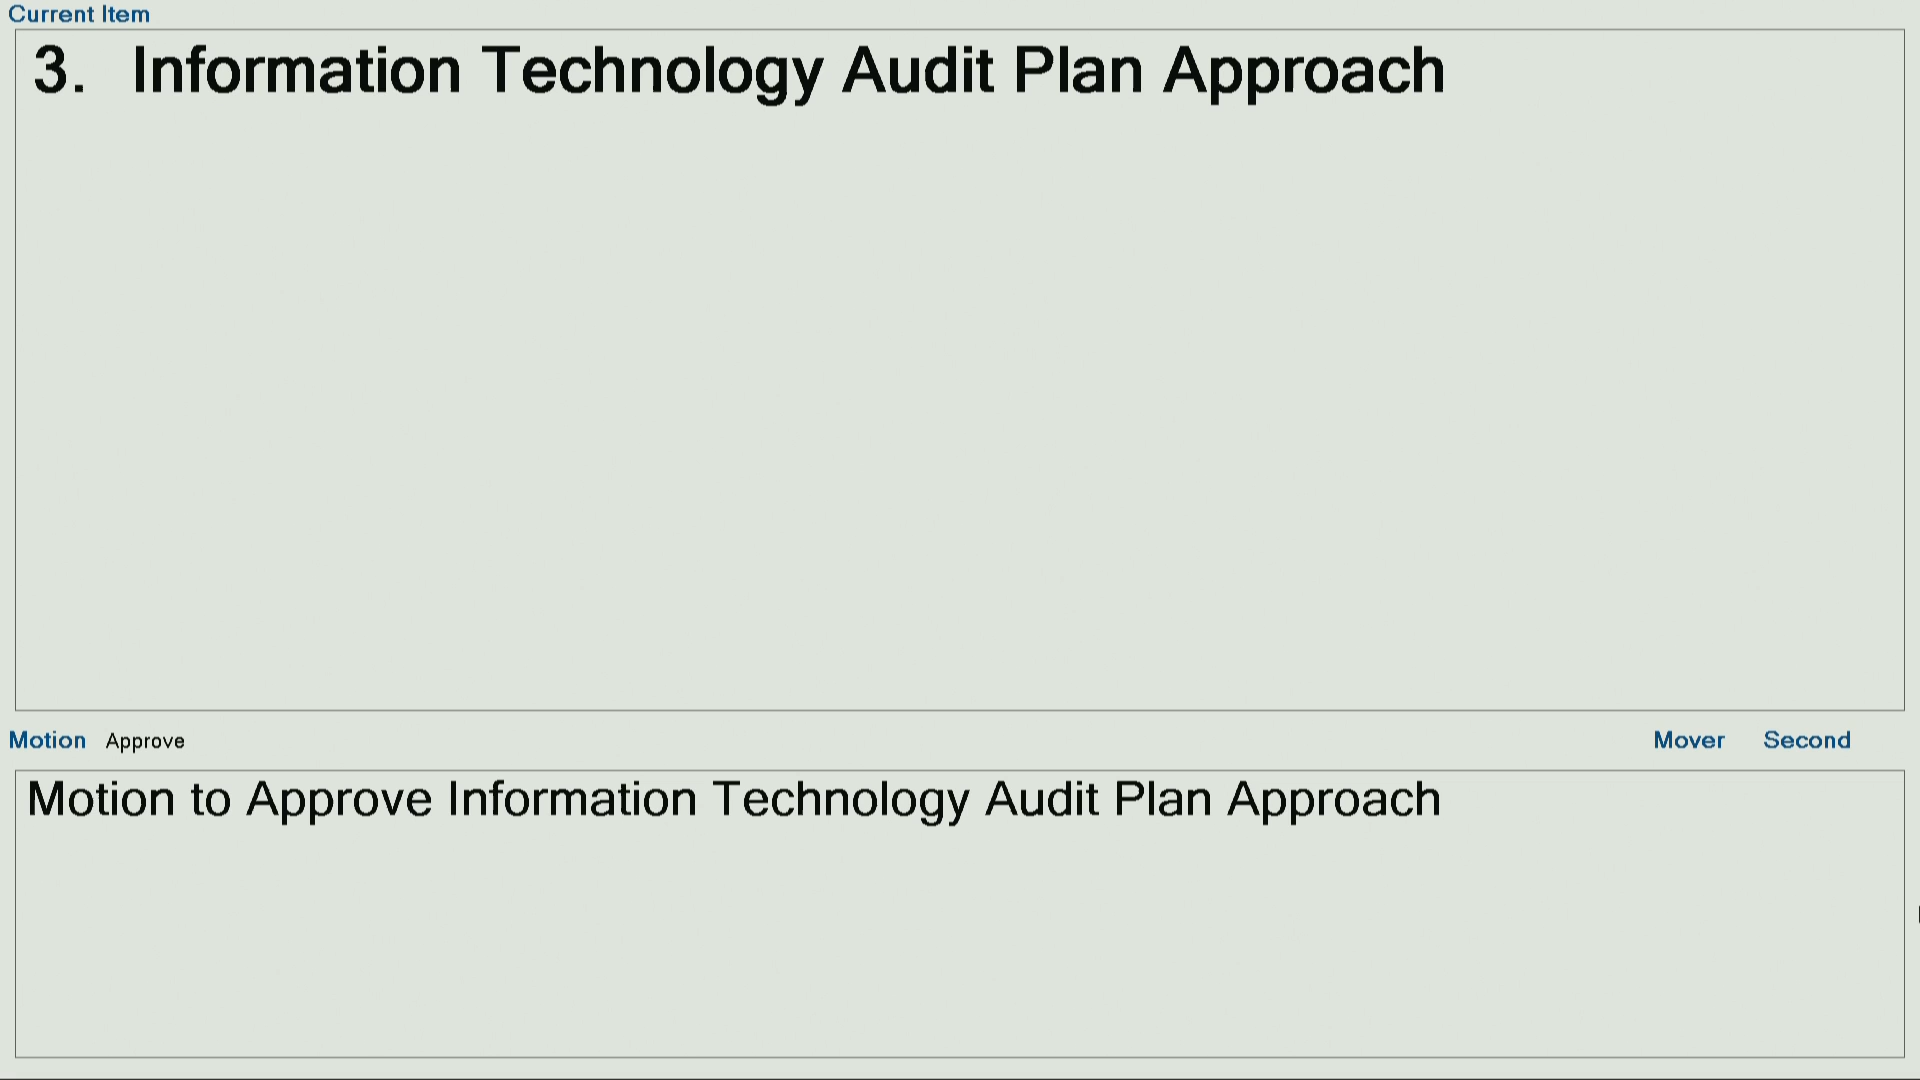 Current Item
3. Information Technology Audit Plan Approach
Motion Approve Mover Second
Motion to Approve Information Technology Audit Plan Approach